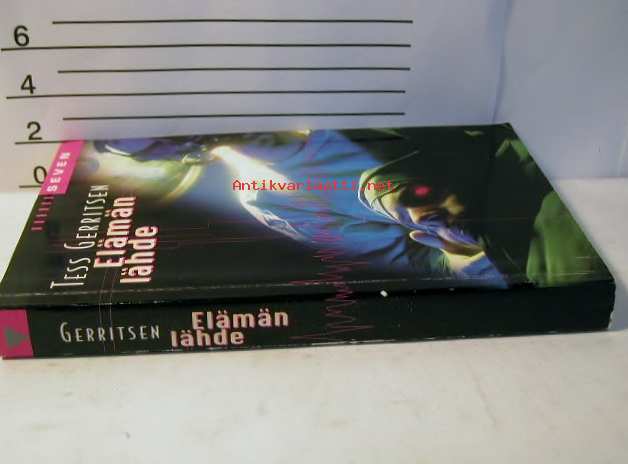 6
4
2
0
SEVEN
Antikvariaatti.net
TESS GERRITSEN
Elämän
lähde
GERRITSEN
Elämän
lähde